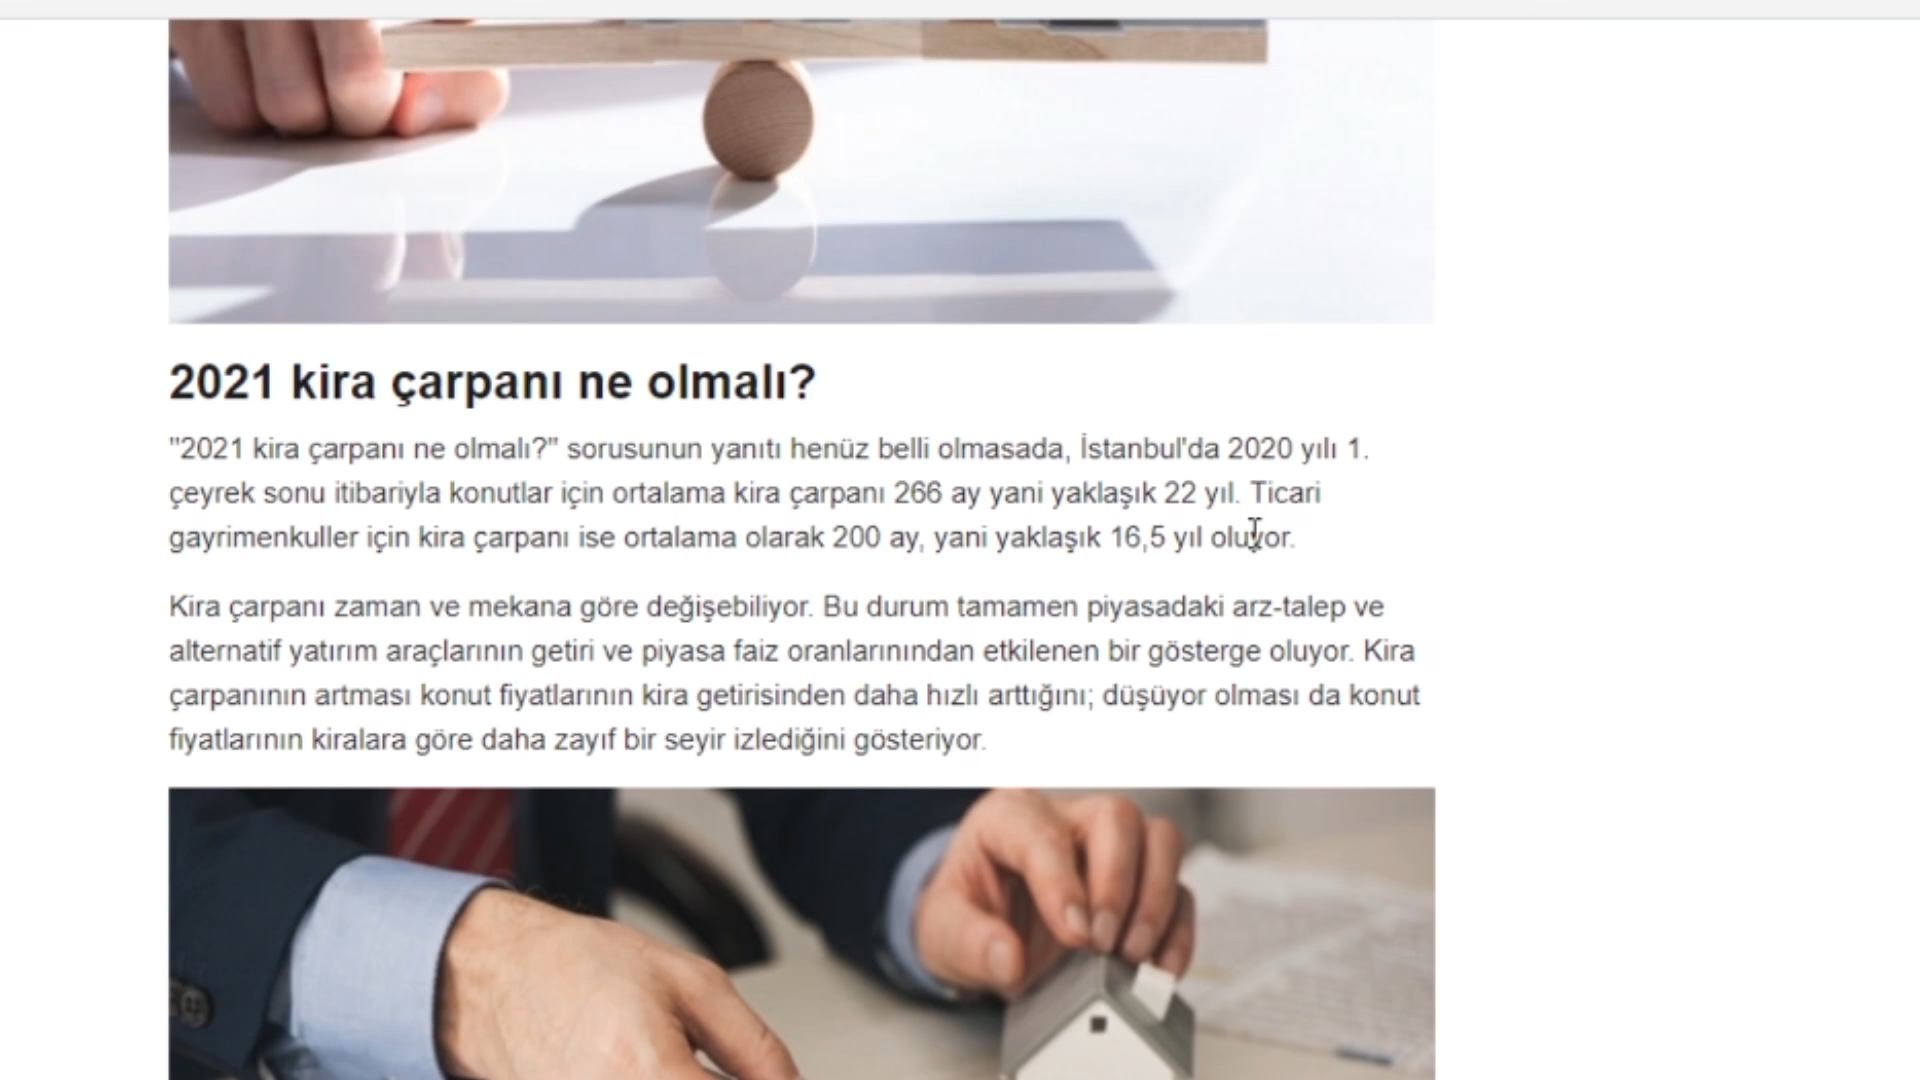 2021 kira çarpanı ne olmalı?
"2021 kira çarpanı ne olmalı?" sorusunun yanıtı henüz belli olmasada, İstanbul'da 2020 yılı 1.
çeyrek sonu itibariyla konutlar için ortalama kira çarpanı 266 ay yani yaklaşık 22 yıl. Ticari
gayrimenkuller için kira çarpanı ise ortalama olarak 200 ay, yani yaklaşık 16,5 yıl oluyor.
Kira çarpanı zaman ve mekana göre değişebiliyor. Bu durum tamamen piyasadaki arz-talep ve
alternatif yatırım araçlarının getiri ve piyasa faiz oranlarınından etkilenen bir gösterge oluyor. Kira
çarpanının artması konut fiyatlarının kira getirisinden daha hızlı arttığını; düşüyor olması da konut
fiyatlarının kiralara göre daha zayıf bir seyir izlediğini gösteriyor.